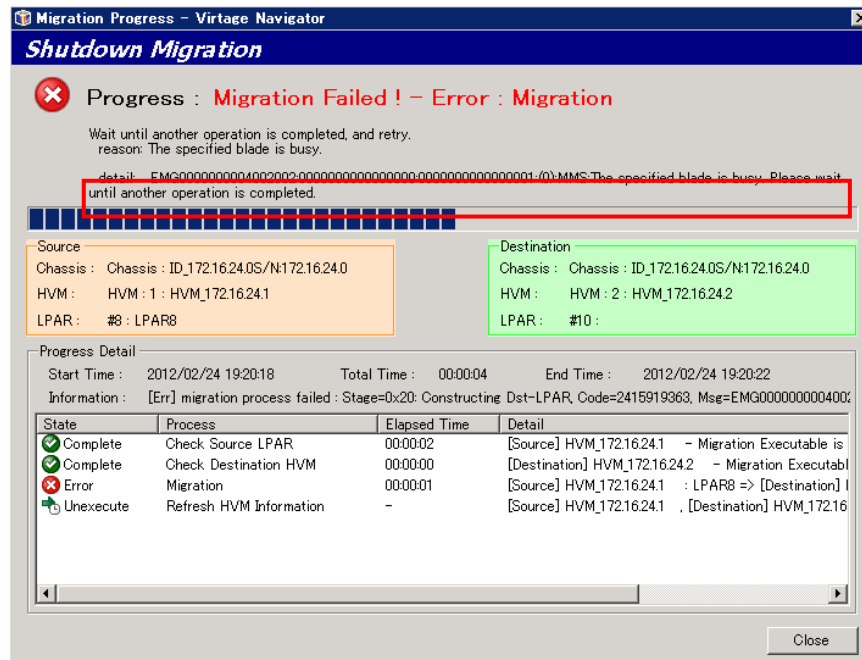 Migration Progress - Virtage Navigator
Shutdown Migration
Progress : Migration Failed ! - Error : Migration
Wait until another operation is completed, and retry.
reason: The specified blade is busy.
detail: EMG0000000004002002:0000000000000000:0000000000000001:(0):MMS:The specified blade is busy. Please wait
until another operation is completed.
Source
Chassis : Chassis : ID_172.16.24.0S/N:172.16.24.0
HVM : HVM : 1 : HVM_172.16.24.1
LPAR : #8 : LPAR8
Destination
Chassis : Chassis : ID_172.16.24.0S/N:172.16.24.0
HVM : HVM : 2 : HVM_172.16.24.2
LPAR : #10 :
Progress Detail
Start Time : 2012/02/24 19:20:18 Total Time : 00:00:04 End Time : 2012/02/24 19:20:22
Information : [Err] migration process failed : Stage=0x20: Constructing Dst-LPAR, Code=2415919363, Msg=EMG0000000004002
State Process Elapsed Time Detail
Complete Check Source LPAR 00:00:02 [Source] HVM_172.16.24.1 - Migration Executable is
Complete Check Destination HVM 00:00:00 [Destination] HVM_172.16.24.2 - Migration Executabl
Error Migration 00:00:01 [Source] HVM_172.16.24.1 : LPAR8 => [Destination]
Unexecute Refresh HVM Information - [Source] HVM_172.16.24.1 , [Destination] HVM_172.16
Close